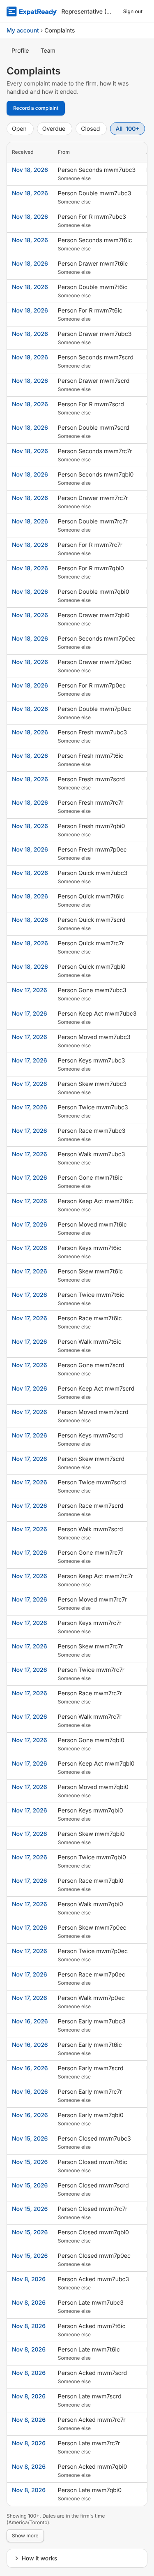 ExpatReady
Representative (...
Sign out
My account › Complaints
Profile
Team
Complaints
Every complaint made to the firm, how it was
handled and how it ended.
Record a complaint
Open
Overdue
Closed
All 100+
Received
From
Nov 18, 2026 Person Seconds mwm7ubc3
Someone else
Nov 18, 2026 Person Double mwm7ubc3
Someone else
Nov 18, 2026 Person For R mwm7ubc3
Someone else
Nov 18, 2026 Person Seconds mwm7t6ic
Someone else
Nov 18, 2026 Person Drawer mwm7t6ic
Someone else
Nov 18, 2026 Person Double mwm7t6ic
Someone else
Nov 18, 2026 Person For R mwm7t6ic
Someone else
Nov 18, 2026 Person Drawer mwm7ubc3
Someone else
Nov 18, 2026 Person Seconds mwm7scrd
Someone else
Nov 18, 2026 Person Drawer mwm7scrd
Someone else
Nov 18, 2026 Person For R mwm7scrd
Someone else
Nov 18, 2026 Person Double mwm7scrd
Someone else
Nov 18, 2026 Person Seconds mwm7rc7r
Someone else
Nov 18, 2026 Person Seconds mwm7qbi0
Someone else
Nov 18, 2026 Person Drawer mwm7rc7r
Someone else
Nov 18, 2026 Person Double mwm7rc7r
Someone else
Nov 18, 2026 Person For R mwm7rc7r
Someone else
Nov 18, 2026 Person For R mwm7qbi0
Someone else
Nov 18, 2026 Person Double mwm7qbi0
Someone else
Nov 18, 2026 Person Drawer mwm7qbi0
Someone else
Nov 18, 2026 Person Seconds mwm7p0ec
Someone else
Nov 18, 2026 Person Drawer mwm7p0ec
Someone else
Nov 18, 2026 Person For R mwm7p0ec
Someone else
Nov 18, 2026 Person Double mwm7p0ec
Someone else
Nov 18, 2026 Person Fresh mwm7ubc3
Someone else
Nov 18, 2026 Person Fresh mwm7t6ic
Someone else
Nov 18, 2026 Person Fresh mwm7scrd
Someone else
Nov 18, 2026 Person Fresh mwm7rc7r
Someone else
Nov 18, 2026 Person Fresh mwm7qbi0
Someone else
Nov 18, 2026 Person Fresh mwm7p0ec
Someone else
Nov 18, 2026 Person Quick mwm7ubc3
Someone else
Nov 18, 2026 Person Quick mwm7t6ic
Someone else
Nov 18, 2026 Person Quick mwm7scrd
Someone else
Nov 18, 2026 Person Quick mwm7rc7r
Someone else
Nov 18, 2026 Person Quick mwm7qbi0
Someone else
Nov 17, 2026 Person Gone mwm7ubc3
Someone else
Nov 17, 2026 Person Keep Act mwm7ubc3
Someone else
Nov 17, 2026 Person Moved mwm7ubc3
Someone else
Nov 17, 2026 Person Keys mwm7ubc3
Someone else
Nov 17, 2026 Person Skew mwm7ubc3
Someone else
Nov 17, 2026 Person Twice mwm7ubc3
Someone else
Nov 17, 2026 Person Race mwm7ubc3
Someone else
Nov 17, 2026 Person Walk mwm7ubc3
Someone else
Nov 17, 2026 Person Gone mwm7t6ic
Someone else
Nov 17, 2026 Person Keep Act mwm7t6ic
Someone else
Nov 17, 2026 Person Moved mwm7t6ic
Someone else
Nov 17, 2026 Person Keys mwm7t6ic
Someone else
Nov 17, 2026 Person Skew mwm7t6ic
Someone else
Nov 17, 2026 Person Twice mwm7t6ic
Someone else
Nov 17, 2026 Person Race mwm7t6ic
Someone else
Nov 17, 2026 Person Walk mwm7t6ic
Someone else
Nov 17, 2026 Person Gone mwm7scrd
Someone else
Nov 17, 2026 Person Keep Act mwm7scrd
Someone else
Nov 17, 2026 Person Moved mwm7scrd
Someone else
Nov 17, 2026 Person Keys mwm7scrd
Someone else
Nov 17, 2026 Person Skew mwm7scrd
Someone else
Nov 17, 2026 Person Twice mwm7scrd
Someone else
Nov 17, 2026 Person Race mwm7scrd
Someone else
Nov 17, 2026 Person Walk mwm7scrd
Someone else
Nov 17, 2026 Person Gone mwm7rc7r
Someone else
Nov 17, 2026 Person Keep Act mwm7rc7r
Someone else
Nov 17, 2026 Person Moved mwm7rc7r
Someone else
Nov 17, 2026 Person Keys mwm7rc7r
Someone else
Nov 17, 2026 Person Skew mwm7rc7r
Someone else
Nov 17, 2026 Person Twice mwm7rc7r
Someone else
Nov 17, 2026 Person Race mwm7rc7r
Someone else
Nov 17, 2026 Person Walk mwm7rc7r
Someone else
Nov 17, 2026 Person Gone mwm7qbi0
Someone else
Nov 17, 2026 Person Keep Act mwm7qbi0
Someone else
Nov 17, 2026 Person Moved mwm7qbi0
Someone else
Nov 17, 2026 Person Keys mwm7qbi0
Someone else
Nov 17, 2026 Person Skew mwm7qbi0
Someone else
Nov 17, 2026 Person Twice mwm7qbi0
Someone else
Nov 17, 2026 Person Race mwm7qbi0
Someone else
Nov 17, 2026 Person Walk mwm7qbi0
Someone else
Nov 17, 2026 Person Skew mwm7p0ec
Someone else
Nov 17, 2026 Person Twice mwm7p0ec
Someone else
Nov 17, 2026 Person Race mwm7p0ec
Someone else
Nov 17, 2026 Person Walk mwm7p0ec
Someone else
Nov 16, 2026 Person Early mwm7ubc3
Someone else
Nov 16, 2026 Person Early mwm7t6ic
Someone else
Nov 16, 2026 Person Early mwm7scrd
Someone else
Nov 16, 2026 Person Early mwm7rc7r
Someone else
Nov 16, 2026 Person Early mwm7qbi0
Someone else
Nov 15, 2026 Person Closed mwm7ubc3
Someone else
Nov 15, 2026 Person Closed mwm7t6ic
Someone else
Nov 15, 2026 Person Closed mwm7scrd
Someone else
Nov 15, 2026 Person Closed mwm7rc7r
Someone else
Nov 15, 2026 Person Closed mwm7qbi0
Someone else
Nov 15, 2026 Person Closed mwm7p0ec
Someone else
Nov 8, 2026 Person Acked mwm7ubc3
Someone else
Nov 8, 2026 Person Late mwm7ubc3
Someone else
Nov 8, 2026 Person Acked mwm7t6ic
Someone else
Nov 8, 2026 Person Late mwm7t6ic
Someone else
Nov 8, 2026 Person Acked mwm7scrd
Someone else
Nov 8, 2026 Person Late mwm7scrd
Someone else
Nov 8, 2026 Person Acked mwm7rc7r
Someone else
Nov 8, 2026 Person Late mwm7rc7r
Someone else
Nov 8, 2026 Person Acked mwm7qbi0
Someone else
Nov 8, 2026 Person Late mwm7qbi0
Someone else
Showing 100+. Dates are in the firm's time
(America/Toronto).
Show more
How it works